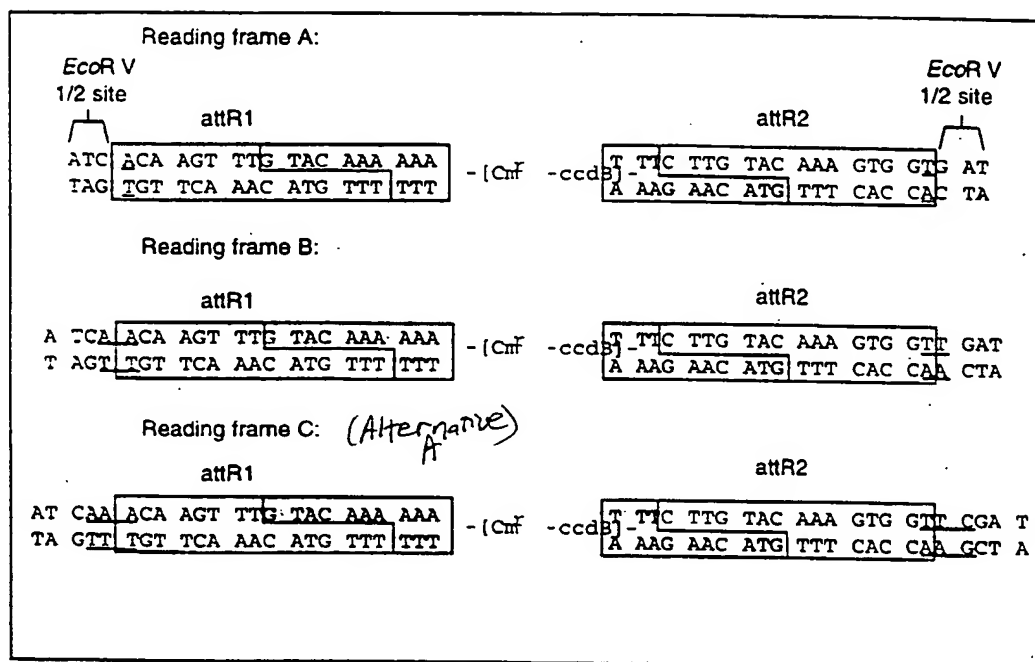 Reading frame A:
EcoR V EcoR V
1/2 site 1/2 site
attR1 attR2
ATC ACA AGT TTG TAC AAA AAA -[Cmr -ccdB]- T TTC TTG TAC AAA GTG GTG AT
TAG TGT TCA AAC ATG TTT TTT A AAG AAC ATG TTT CAC CAC TA
Reading frame B:
attR1 attR2
A TCA ACA AGT TTG TAC AAA AAA -[Cmr -ccdB]- T TTC TTG TAC AAA GTG GTT GAT
T AGT TGT TCA AAC ATG TTT TTT A AAG AAC ATG TTT CAC CAA CTA
Reading frame C: (Alternative A)
attR1 attR2
AT CAA ACA AGT TTG TAC AAA AAA -[Cmr -ccdB]- T TTC TTG TAC AAA GTG GTT CGA T
TA GTT TGT TCA AAC ATG TTT TTT A AAG AAC ATG TTT CAC CAA GCT A